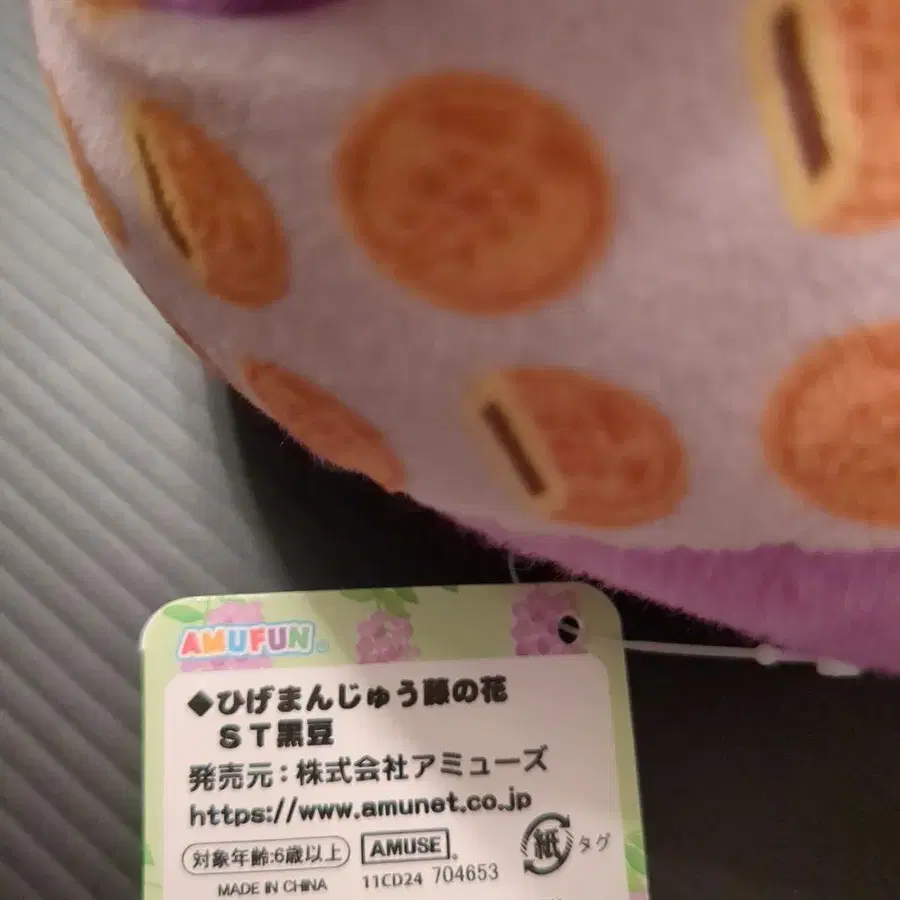 AMUFUN
◆ひげまんじゅう藤の花
ST黒豆
発売元：株式会社アミューズ
https://www.amunet.co.jp
対象年齢:6歳以上 AMUSE 紙 タグ
MADE IN CHINA 11CD24 704653